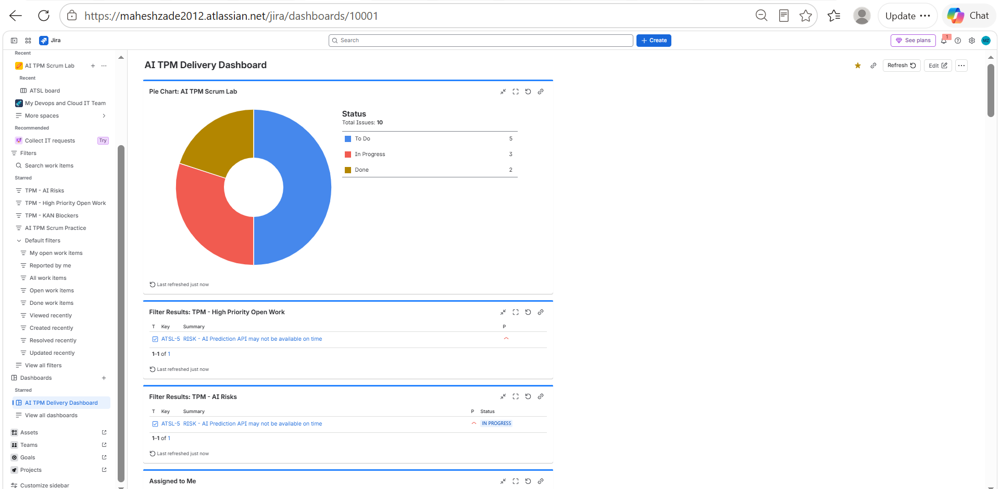 https://maheshzade2012.atlassian.net/jira/dashboards/10001
Update
Chat
Jira
Search
Create
See plans
1
MZ
Recent
AI TPM Scrum Lab
Recent
ATSL board
My Devops and Cloud IT Team
More spaces
Recommended
Collect IT requests Try
Filters
Search work items
Starred
TPM - AI Risks
TPM - High Priority Open Work
TPM - KAN Blockers
AI TPM Scrum Practice
Default filters
My open work items
Reported by me
All work items
Open work items
Done work items
Viewed recently
Created recently
Resolved recently
Updated recently
View all filters
Dashboards
Starred
AI TPM Delivery Dashboard
View all dashboards
Assets
Teams
Goals
Projects
Customize sidebar
AI TPM Delivery Dashboard
Refresh
Edit
Pie Chart: AI TPM Scrum Lab
Status
Total Issues: 10
To Do 5
In Progress 3
Done 2
Last refreshed just now
Filter Results: TPM - High Priority Open Work
T Key Summary P
ATSL-5 RISK - AI Prediction API may not be available on time
1–1 of 1
Last refreshed just now
Filter Results: TPM - AI Risks
T Key Summary P Status
ATSL-5 RISK - AI Prediction API may not be available on time IN PROGRESS
1–1 of 1
Last refreshed just now
Assigned to Me